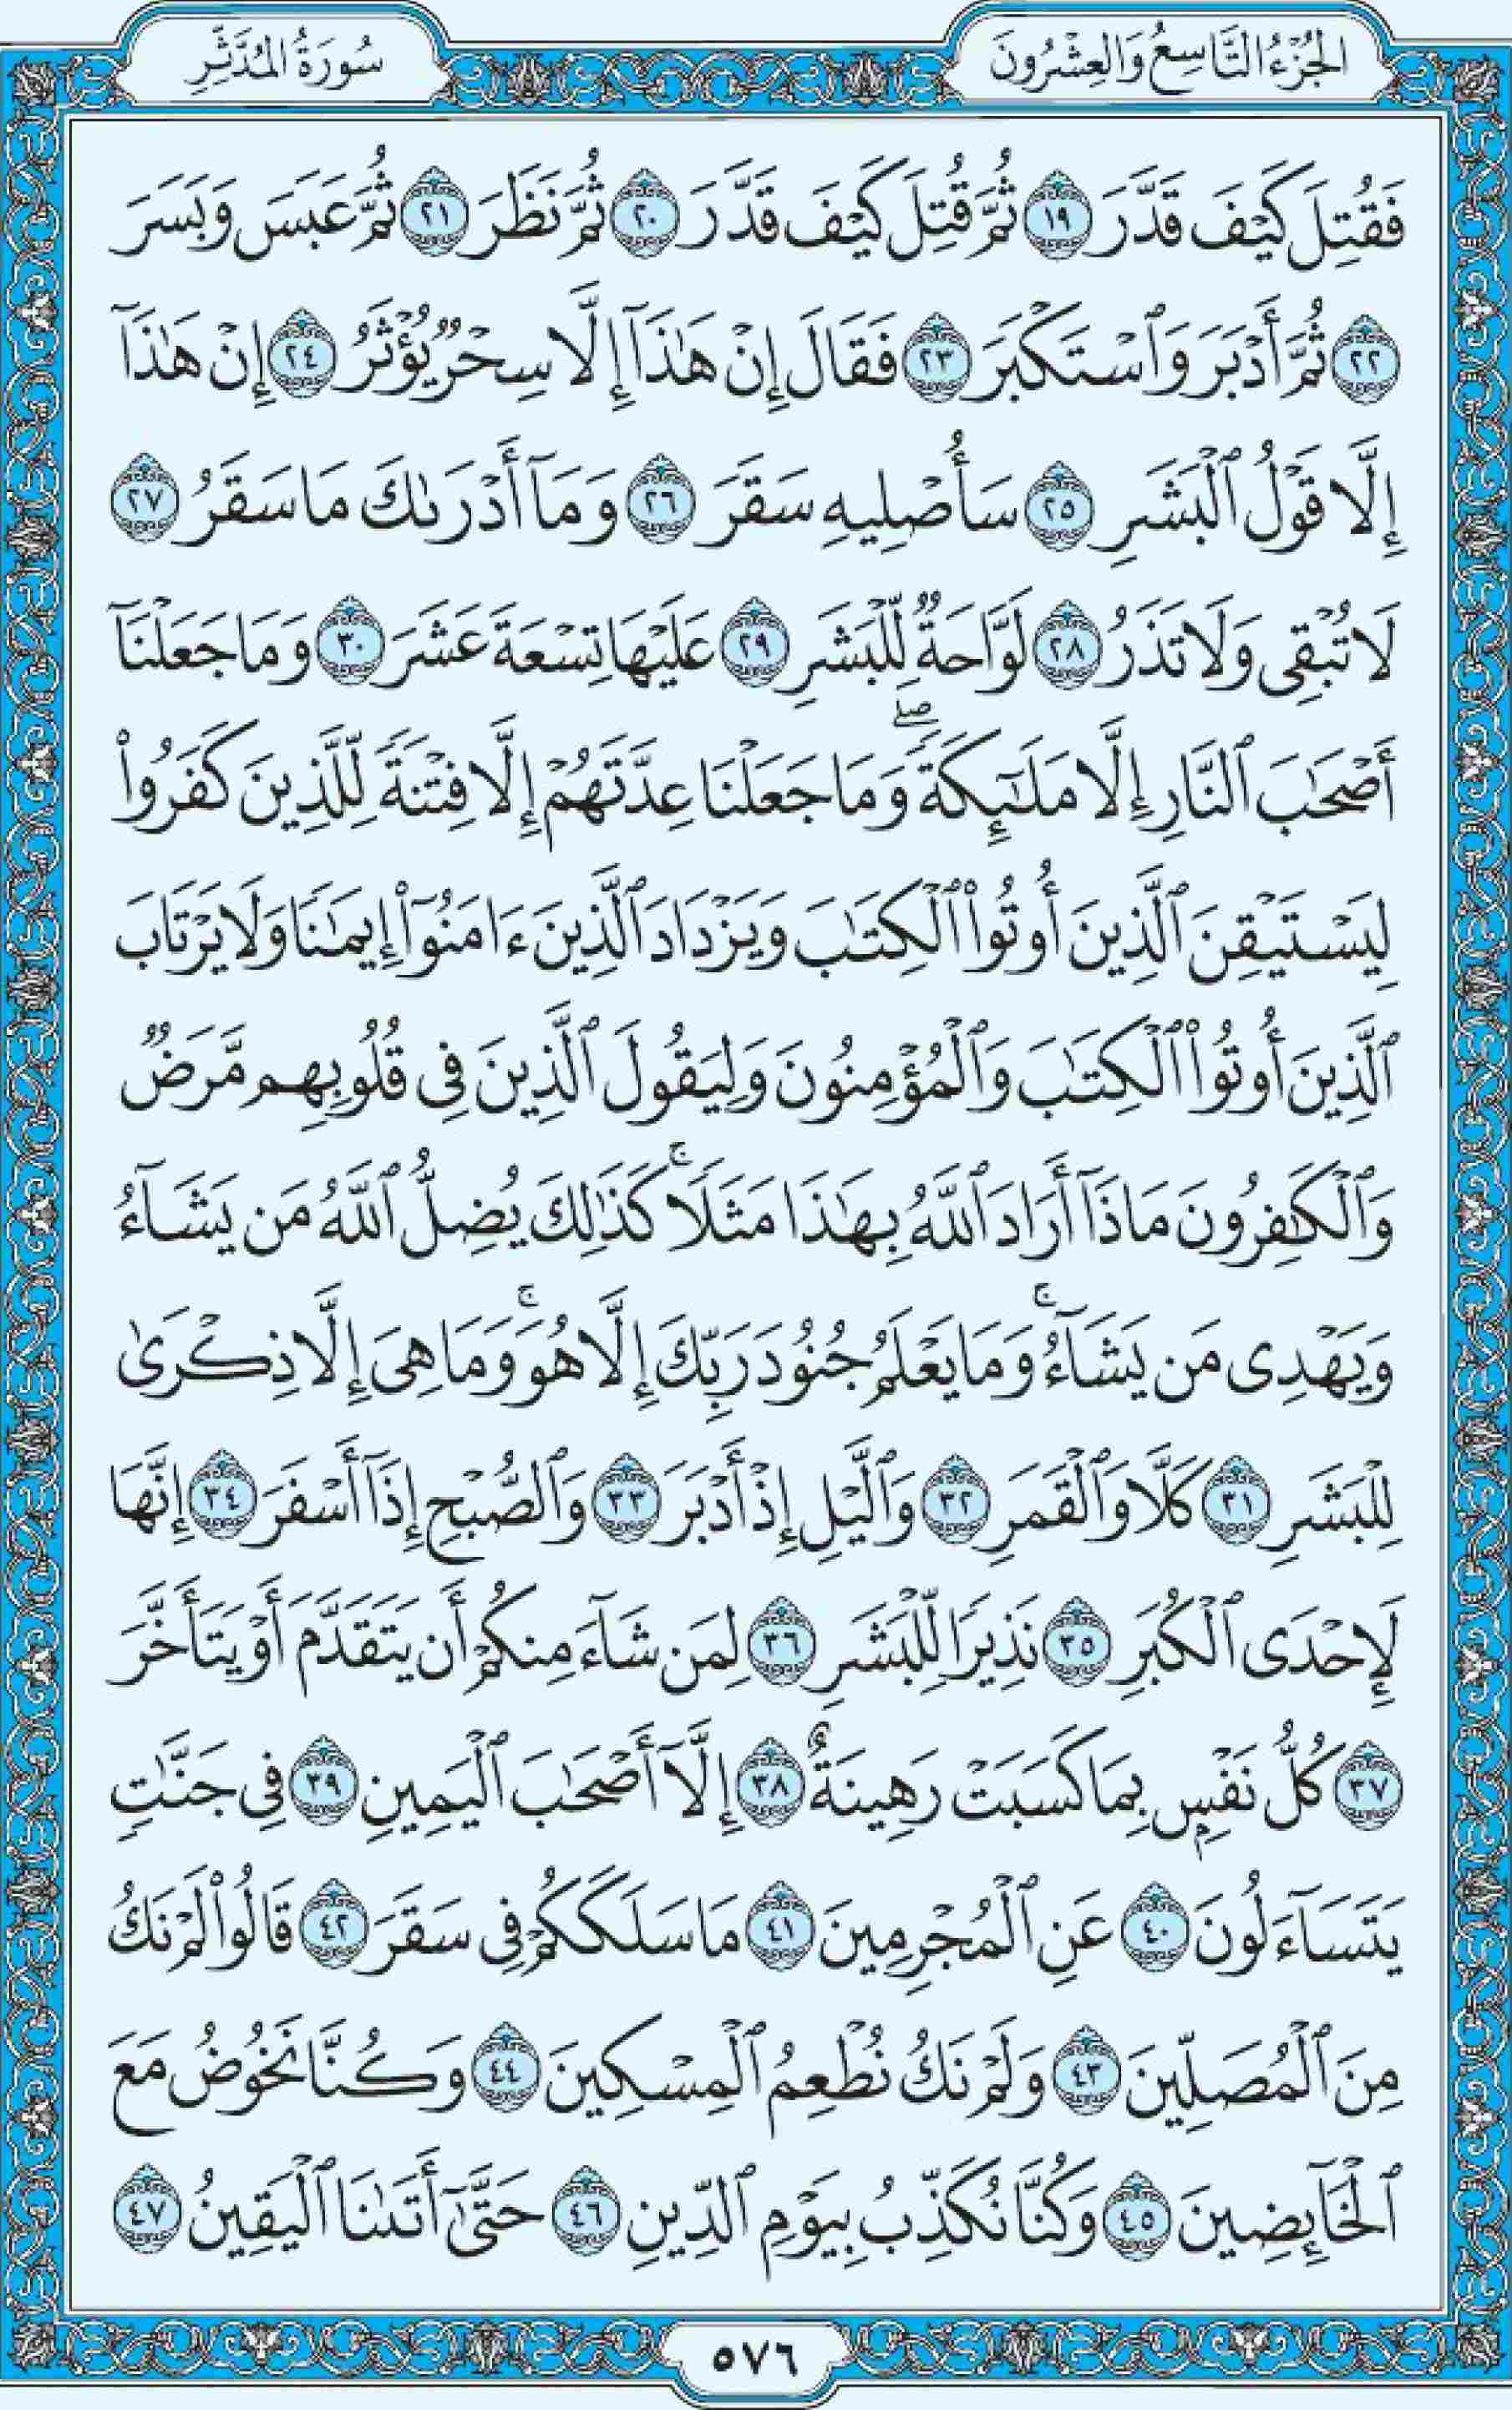 الجُزْءُ التَّاسِعُ وَالعِشْرُونَ
سُورَةُ المُدَّثِّرِ
فَقُتِلَ كَيْفَ قَدَّرَ ١٩ ثُمَّ قُتِلَ كَيْفَ قَدَّرَ ٢٠ ثُمَّ نَظَرَ ٢١ ثُمَّ عَبَسَ وَبَسَرَ
٢٢ ثُمَّ أَدْبَرَ وَٱسْتَكْبَرَ ٢٣ فَقَالَ إِنْ هَٰذَآ إِلَّا سِحْرٌ يُؤْثَرُ ٢٤ إِنْ هَٰذَآ
إِلَّا قَوْلُ ٱلْبَشَرِ ٢٥ سَأُصْلِيهِ سَقَرَ ٢٦ وَمَآ أَدْرَىٰكَ مَا سَقَرُ ٢٧
لَا تُبْقِى وَلَا تَذَرُ ٢٨ لَوَّاحَةٌ لِّلْبَشَرِ ٢٩ عَلَيْهَا تِسْعَةَ عَشَرَ ٣٠ وَمَا جَعَلْنَآ
أَصْحَٰبَ ٱلنَّارِ إِلَّا مَلَٰٓئِكَةً ۖ وَمَا جَعَلْنَا عِدَّتَهُمْ إِلَّا فِتْنَةً لِّلَّذِينَ كَفَرُوا۟
لِيَسْتَيْقِنَ ٱلَّذِينَ أُوتُوا۟ ٱلْكِتَٰبَ وَيَزْدَادَ ٱلَّذِينَ ءَامَنُوٓا۟ إِيمَٰنًا وَلَا يَرْتَابَ
ٱلَّذِينَ أُوتُوا۟ ٱلْكِتَٰبَ وَٱلْمُؤْمِنُونَ وَلِيَقُولَ ٱلَّذِينَ فِى قُلُوبِهِم مَّرَضٌ
وَٱلْكَٰفِرُونَ مَاذَآ أَرَادَ ٱللَّهُ بِهَٰذَا مَثَلًا ۚ كَذَٰلِكَ يُضِلُّ ٱللَّهُ مَن يَشَآءُ
وَيَهْدِى مَن يَشَآءُ ۚ وَمَا يَعْلَمُ جُنُودَ رَبِّكَ إِلَّا هُوَ ۚ وَمَا هِىَ إِلَّا ذِكْرَىٰ
لِلْبَشَرِ ٣١ كَلَّا وَٱلْقَمَرِ ٣٢ وَٱلَّيْلِ إِذْ أَدْبَرَ ٣٣ وَٱلصُّبْحِ إِذَآ أَسْفَرَ ٣٤ إِنَّهَا
لَإِحْدَى ٱلْكُبَرِ ٣٥ نَذِيرًا لِّلْبَشَرِ ٣٦ لِمَن شَآءَ مِنكُمْ أَن يَتَقَدَّمَ أَوْ يَتَأَخَّرَ
٣٧ كُلُّ نَفْسٍۭ بِمَا كَسَبَتْ رَهِينَةٌ ٣٨ إِلَّآ أَصْحَٰبَ ٱلْيَمِينِ ٣٩ فِى جَنَّٰتٍ
يَتَسَآءَلُونَ ٤٠ عَنِ ٱلْمُجْرِمِينَ ٤١ مَا سَلَكَكُمْ فِى سَقَرَ ٤٢ قَالُوا۟ لَمْ نَكُ
مِنَ ٱلْمُصَلِّينَ ٤٣ وَلَمْ نَكُ نُطْعِمُ ٱلْمِسْكِينَ ٤٤ وَكُنَّا نَخُوضُ مَعَ
ٱلْخَآئِضِينَ ٤٥ وَكُنَّا نُكَذِّبُ بِيَوْمِ ٱلدِّينِ ٤٦ حَتَّىٰٓ أَتَىٰنَا ٱلْيَقِينُ ٤٧
٥٧٦